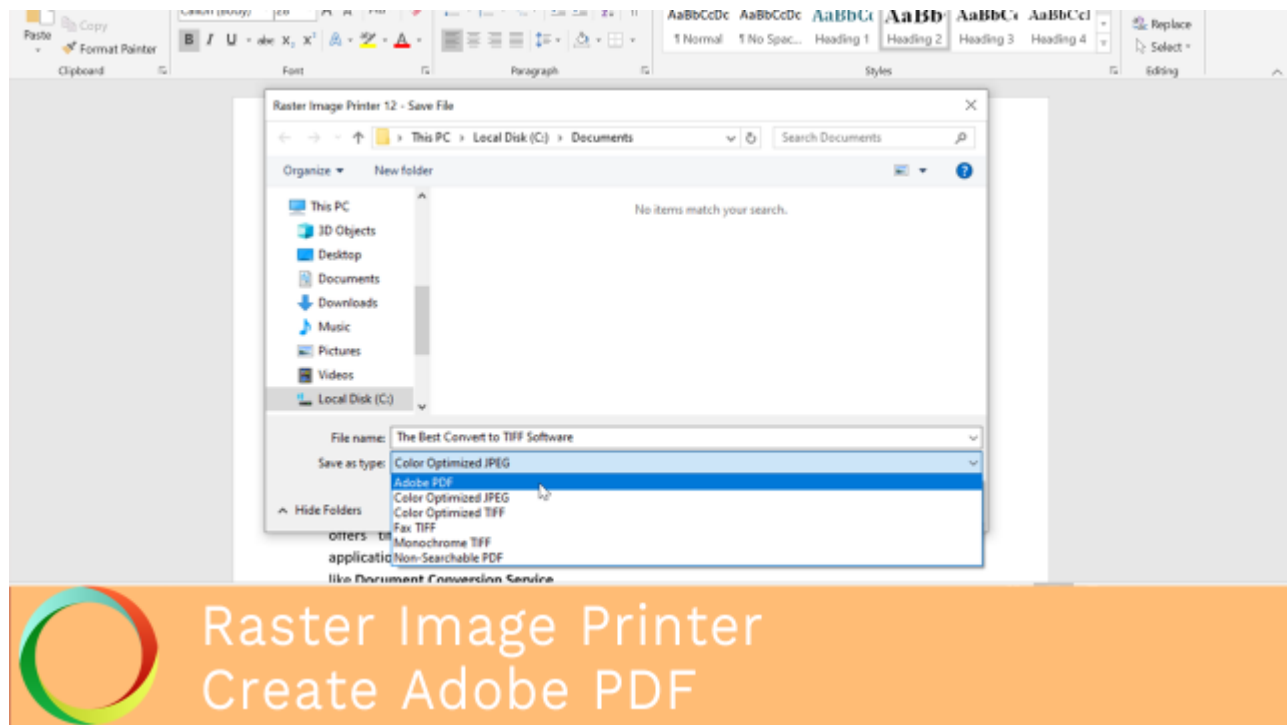 Paste
Copy
Format Painter
Clipboard
28
B I U abc X₂ X² A A
Font
Paragraph
AaBbCcDc AaBbCcDc AaBbCc AaBb AaBbCc AaBbCcl
¶ Normal ¶ No Spac... Heading 1 Heading 2 Heading 3 Heading 4
Styles
Replace
Select
Editing
Raster Image Printer 12 - Save File
This PC > Local Disk (C:) > Documents
Search Documents
Organize New folder
This PC
3D Objects
Desktop
Documents
Downloads
Music
Pictures
Videos
Local Disk (C:)
No items match your search.
File name: The Best Convert to TIFF Software
Save as type: Color Optimized JPEG
Adobe PDF
Color Optimized JPEG
Color Optimized TIFF
Fax TIFF
Monochrome TIFF
Non-Searchable PDF
Hide Folders
offers
applicatio
like Document Conversion Service
Raster Image Printer
Create Adobe PDF